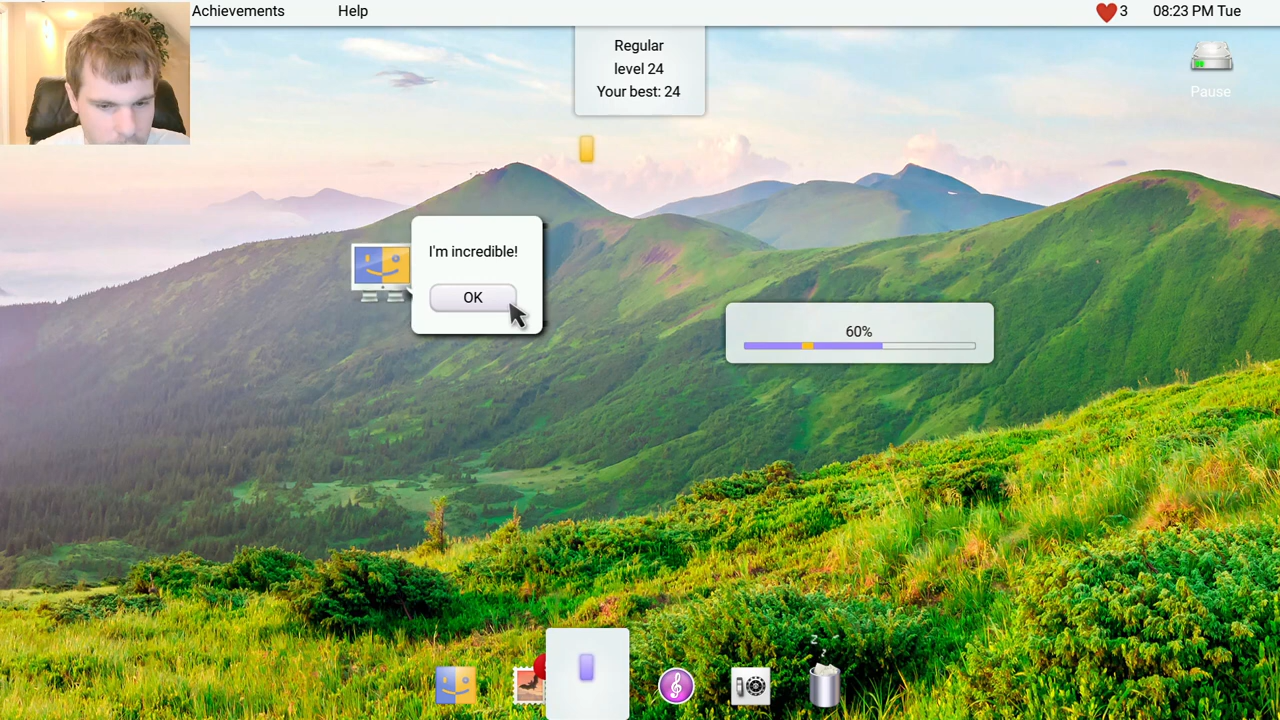 Achievements
Help
3
08:23 PM Tue
Regular
level 24
Your best: 24
Pause
I'm incredible!
OK
60%
z
z
z